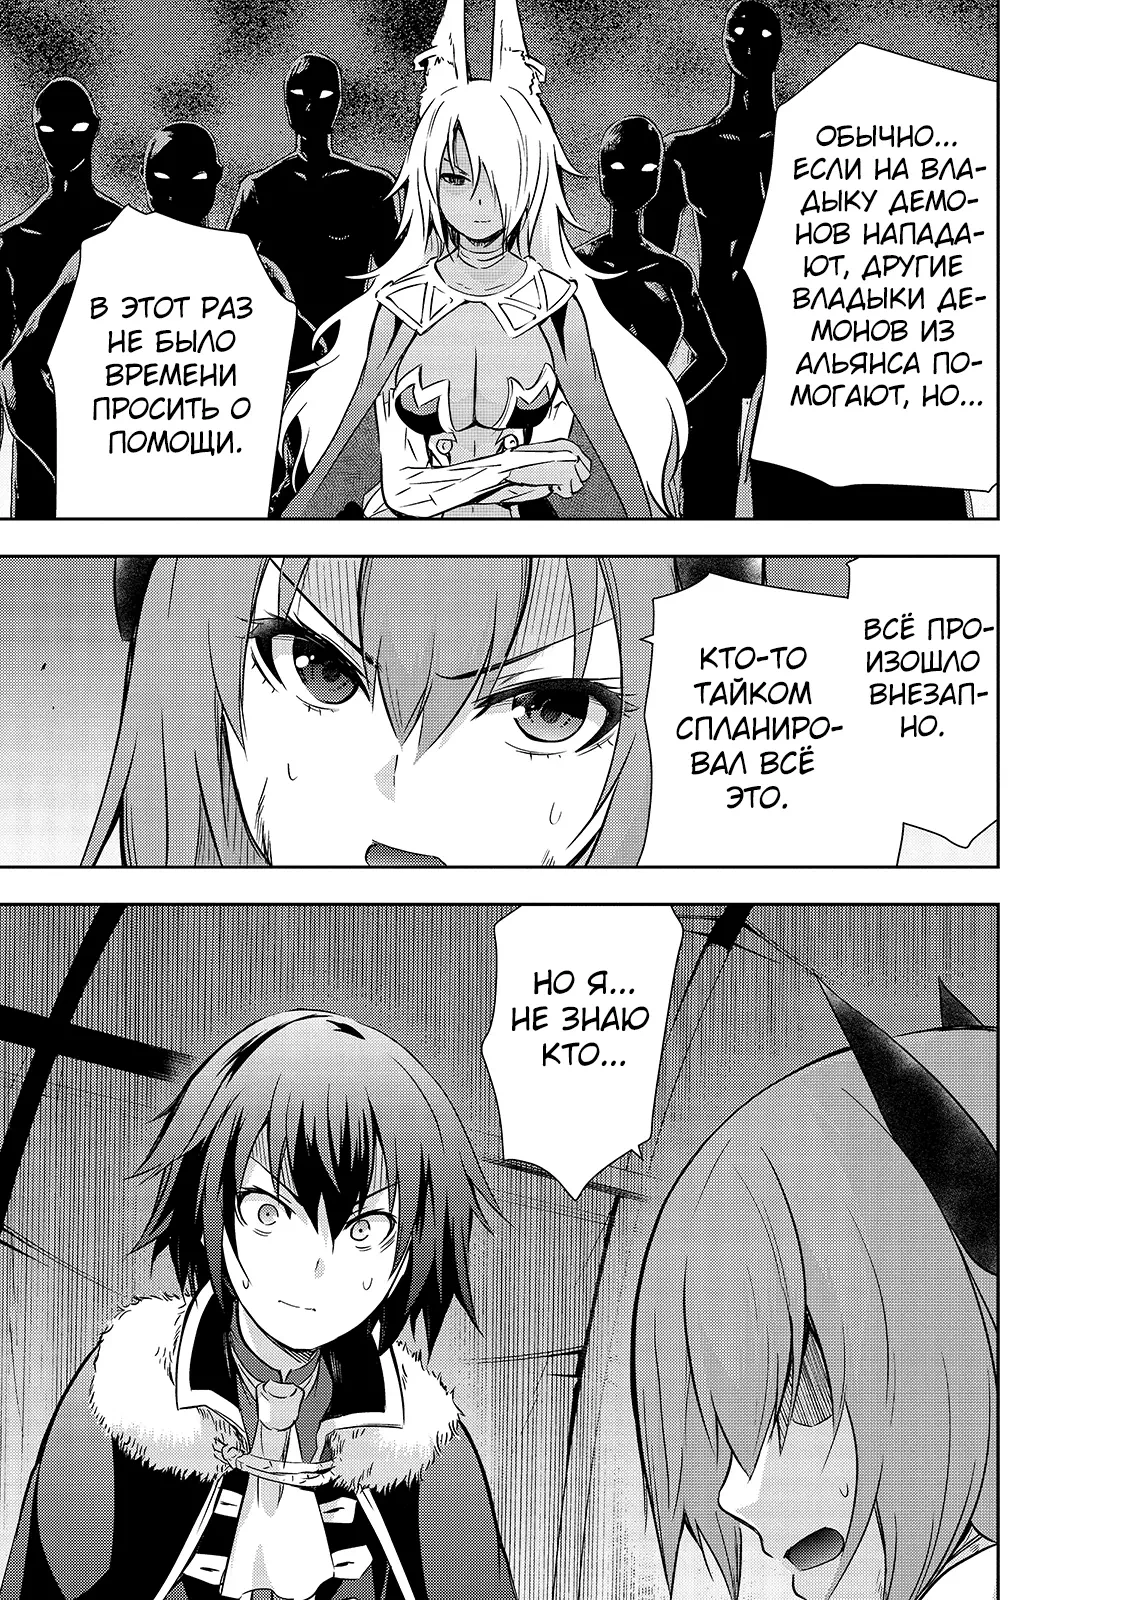 ОБЫЧНО...
ЕСЛИ НА ВЛА-
ДЫКУ ДЕМО-
НОВ НАПАДА-
ЮТ, ДРУГИЕ
ВЛАДЫКИ ДЕ-
МОНОВ ИЗ
АЛЬЯНСА ПО-
МОГАЮТ, НО...
В ЭТОТ РАЗ
НЕ БЫЛО
ВРЕМЕНИ
ПРОСИТЬ О
ПОМОЩИ.
ВСЁ ПРО-
ИЗОШЛО
ВНЕЗАП-
НО.
КТО-ТО
ТАЙКОМ
СПЛАНИРО-
ВАЛ ВСЁ
ЭТО.
НО Я...
НЕ ЗНАЮ
КТО...